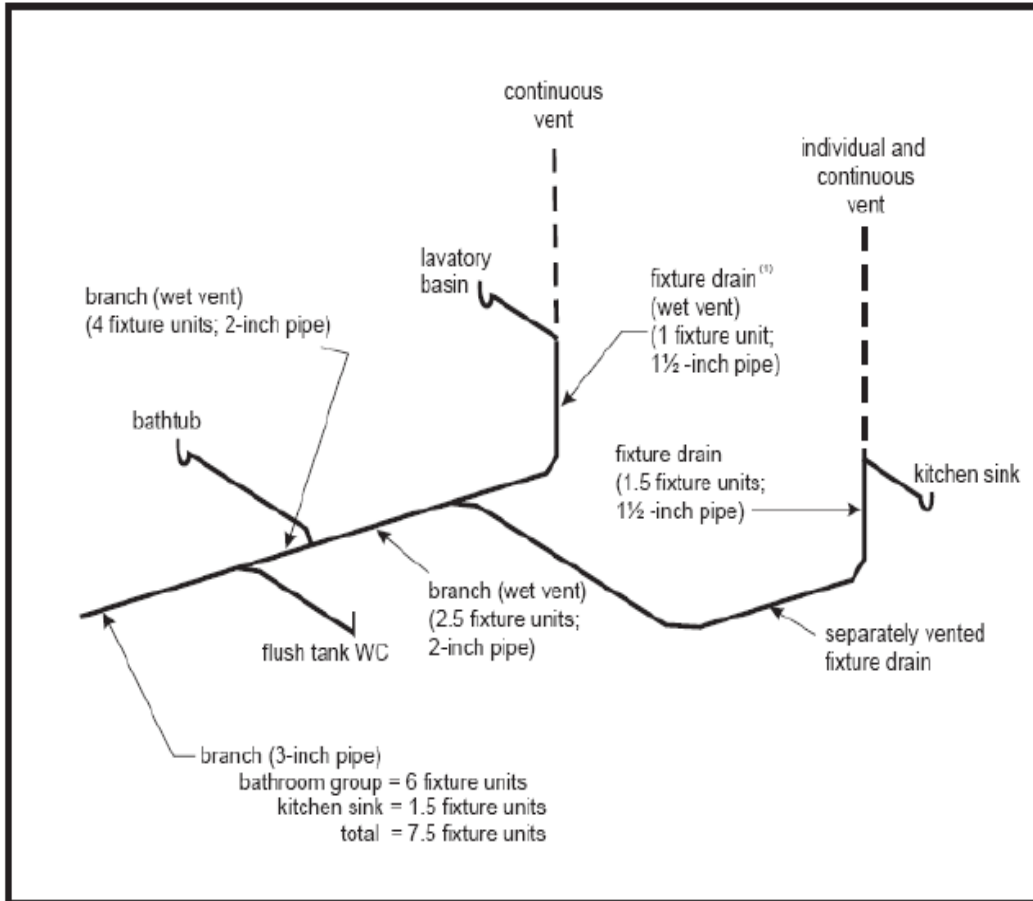 continuous
vent
individual and
continuous
vent
lavatory
basin
fixture drain ⁽¹⁾
(wet vent)
(1 fixture unit;
1½ -inch pipe)
branch (wet vent)
(4 fixture units; 2-inch pipe)
bathtub
fixture drain
(1.5 fixture units;
1½ -inch pipe)
kitchen sink
branch (wet vent)
(2.5 fixture units;
2-inch pipe)
flush tank WC
separately vented
fixture drain
branch (3-inch pipe)
bathroom group = 6 fixture units
kitchen sink = 1.5 fixture units
total = 7.5 fixture units